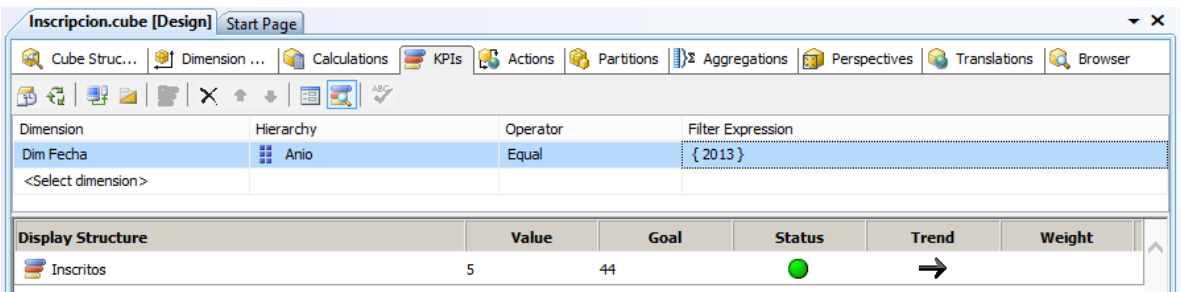 Inscripcion.cube [Design] Start Page
Cube Struc... Dimension ... Calculations KPIs Actions Partitions Aggregations Perspectives Translations Browser
ABC
Dimension Hierarchy Operator Filter Expression
Dim Fecha Anio Equal { 2013 }
<Select dimension>
Display Structure Value Goal Status Trend Weight
Inscritos 5 44